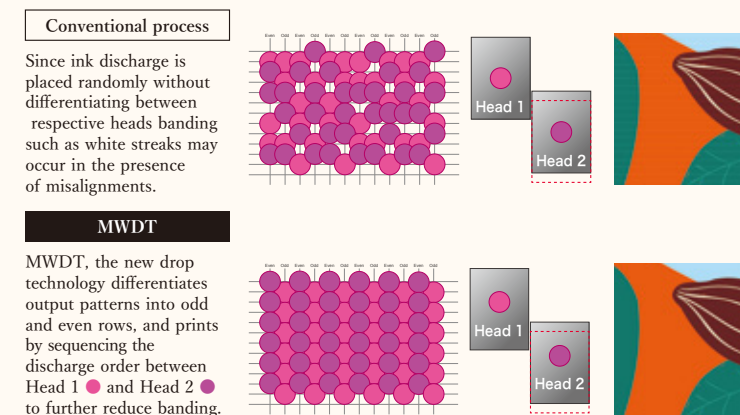 Conventional process
Since ink discharge is
placed randomly without
differentiating between
respective heads banding
such as white streaks may
occur in the presence
of misalignments.
Even Odd Even Odd Even Odd Even Odd Even Odd Even Odd
Head 1
Head 2
MWDT
MWDT, the new drop
technology differentiates
output patterns into odd
and even rows, and prints
by sequencing the
discharge order between
Head 1 and Head 2
to further reduce banding.
Even Odd Even Odd Even Odd Even Odd Even Odd Even Odd
Head 1
Head 2